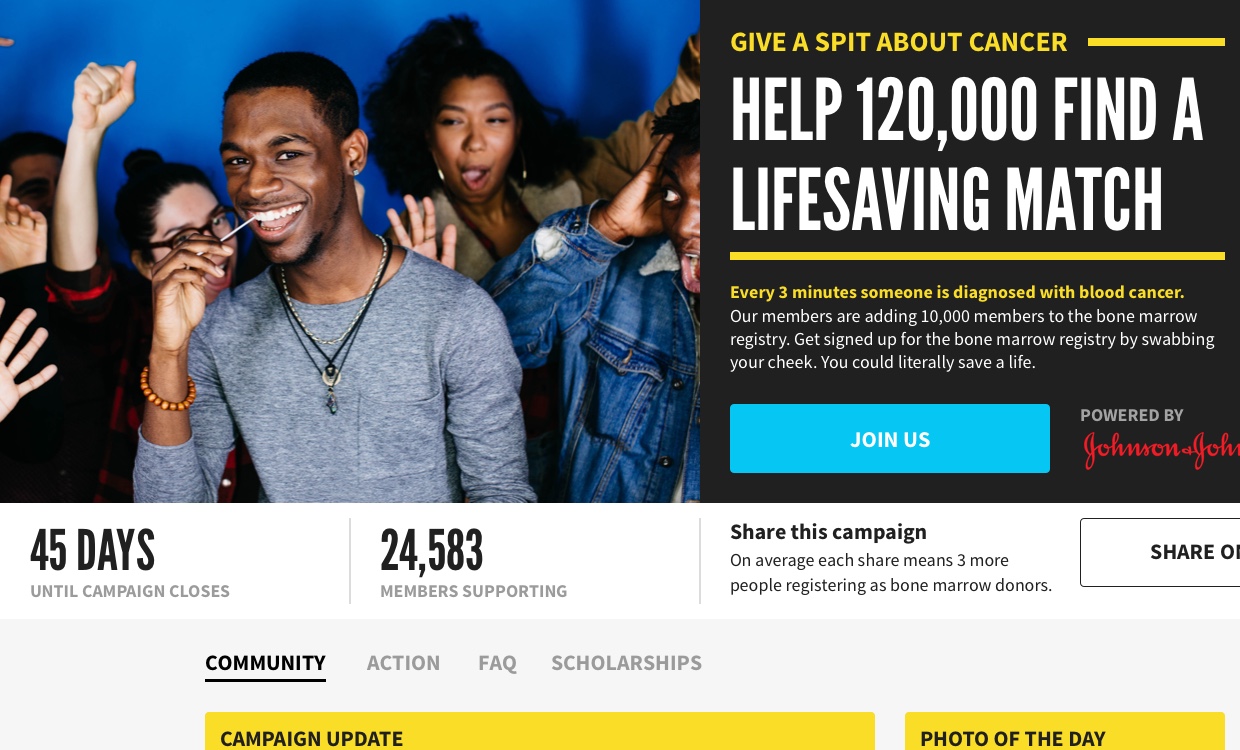 GIVE A SPIT ABOUT CANCER
HELP 120,000 FIND A
LIFESAVING MATCH
Every 3 minutes someone is diagnosed with blood cancer.
Our members are adding 10,000 members to the bone marrow
registry. Get signed up for the bone marrow registry by swabbing
your cheek. You could literally save a life.
JOIN US
POWERED BY
Johnson & Joh
45 DAYS
UNTIL CAMPAIGN CLOSES
24,583
MEMBERS SUPPORTING
Share this campaign
On average each share means 3 more
people registering as bone marrow donors.
SHARE O
COMMUNITY
ACTION
FAQ
SCHOLARSHIPS
CAMPAIGN UPDATE
PHOTO OF THE DAY